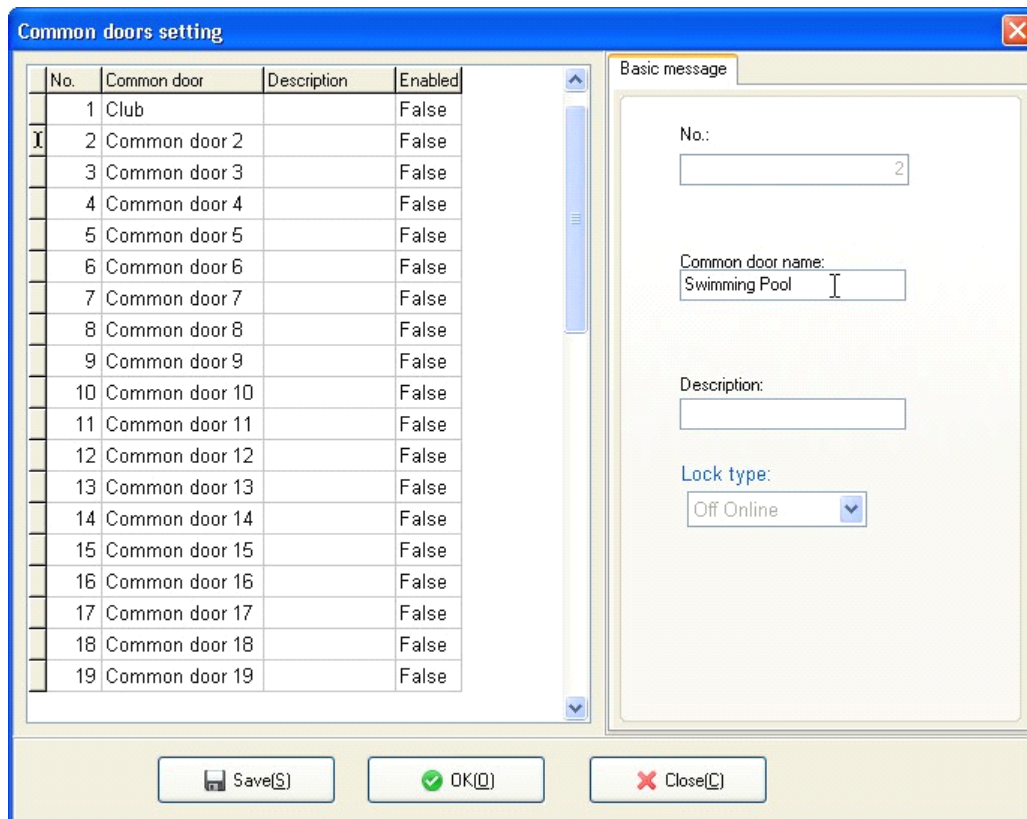 Common doors setting
No. Common door Description Enabled
1 Club False
2 Common door 2 False
3 Common door 3 False
4 Common door 4 False
5 Common door 5 False
6 Common door 6 False
7 Common door 7 False
8 Common door 8 False
9 Common door 9 False
10 Common door 10 False
11 Common door 11 False
12 Common door 12 False
13 Common door 13 False
14 Common door 14 False
15 Common door 15 False
16 Common door 16 False
17 Common door 17 False
18 Common door 18 False
19 Common door 19 False
Basic message
No.:
2
Common door name:
Swimming Pool
Description:
Lock type:
Off Online
Save(S) OK(O) Close(C)